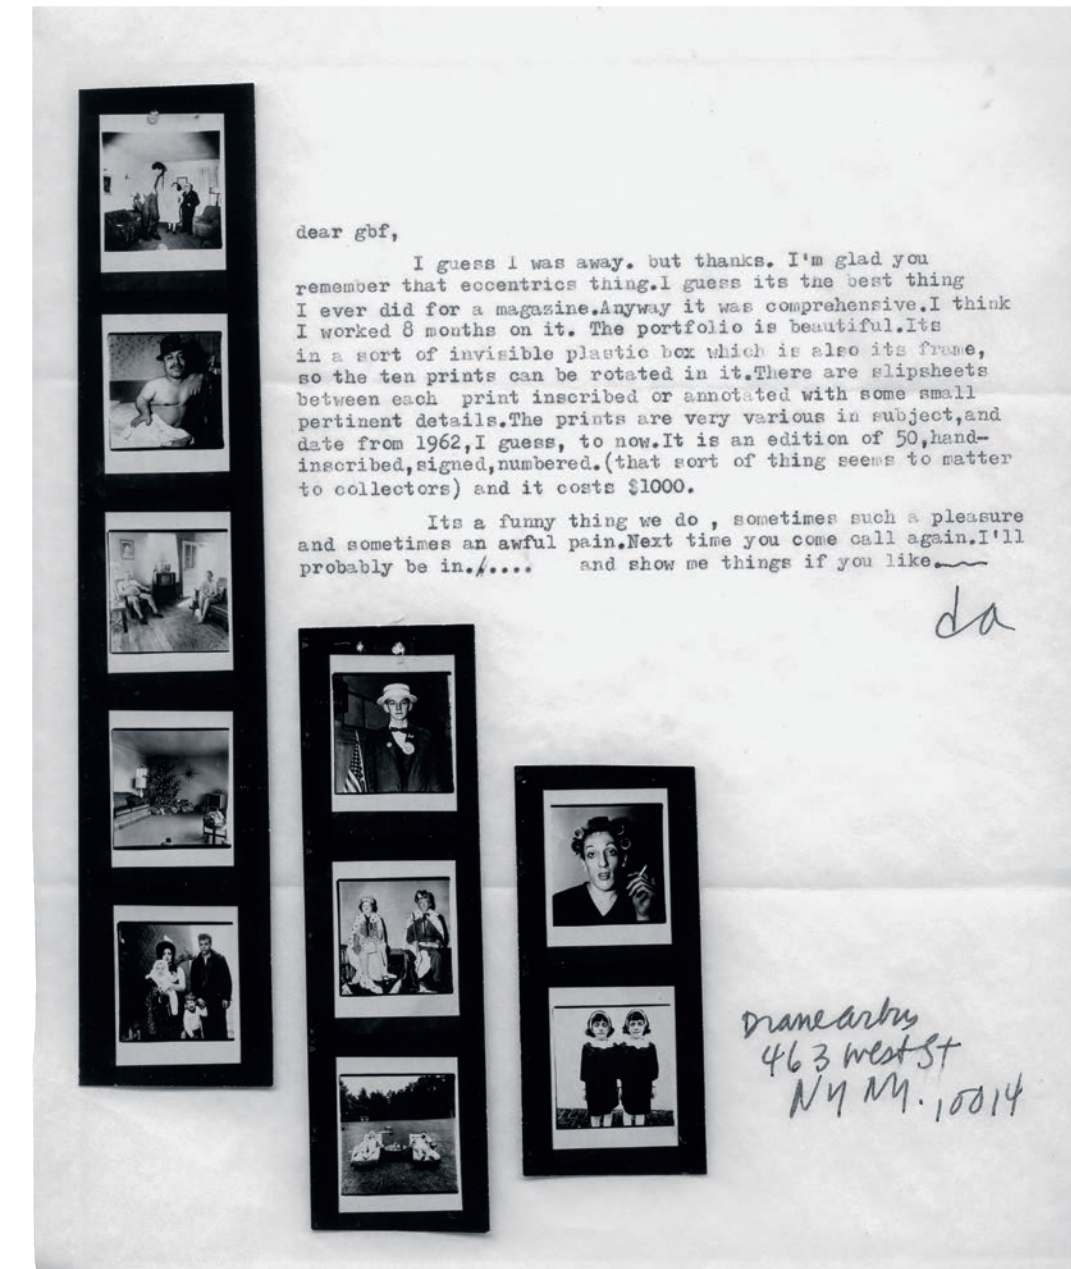 dear gbf,
I guess I was away. but thanks. I'm glad you
remember that eccentrics thing.I guess its the best thing
I ever did for a magazine.Anyway it was comprehensive.I think
I worked 8 months on it. The portfolio is beautiful.Its
in a sort of invisible plastic box which is also its frame,
so the ten prints can be rotated in it.There are slipsheets
between each print inscribed or annotated with some small
pertinent details.The prints are very various in subject,and
date from 1962,I guess, to now.It is an edition of 50,hand-
inscribed,signed,numbered.(that sort of thing seems to matter
to collectors) and it costs $1000.
Its a funny thing we do , sometimes such a pleasure
and sometimes an awful pain.Next time you come call again.I'll
probably be in./.... and show me things if you like.
da
Diane arbus
463 West St
NY NY. 10014